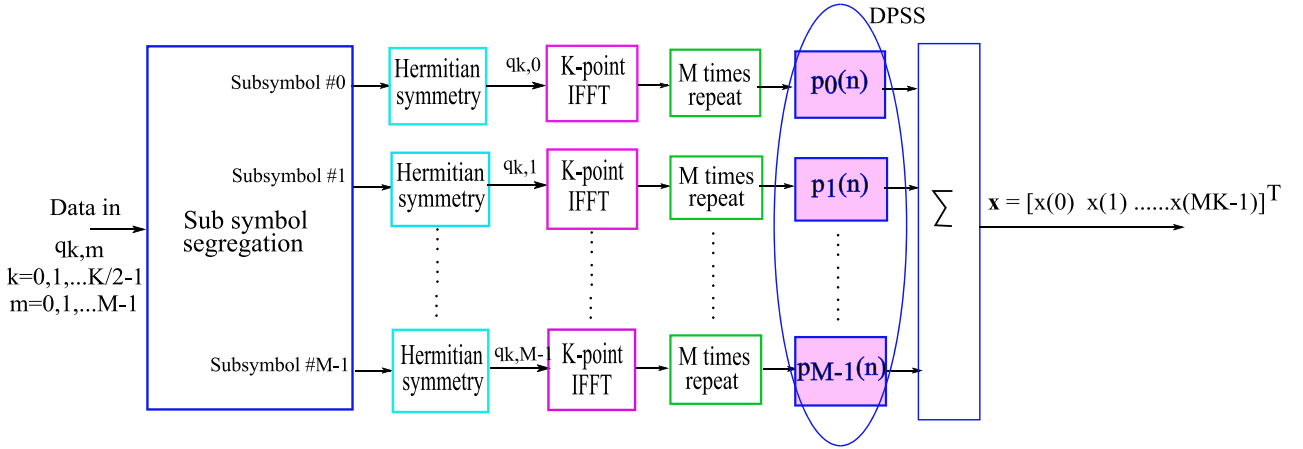 DPSS
Subsymbol #0
Hermitian
symmetry
qk,0
K-point
IFFT
M times
repeat
p0(n)
Subsymbol #1
Hermitian
symmetry
qk,1
K-point
IFFT
M times
repeat
p1(n)
Data in
qk,m
k=0,1,...K/2-1
m=0,1,...M-1
Sub symbol
segregation
∑
x = [x(0) x(1) ......x(MK-1)]T
Subsymbol #M-1
Hermitian
symmetry
qk,M-1
K-point
IFFT
M times
repeat
pM-1(n)